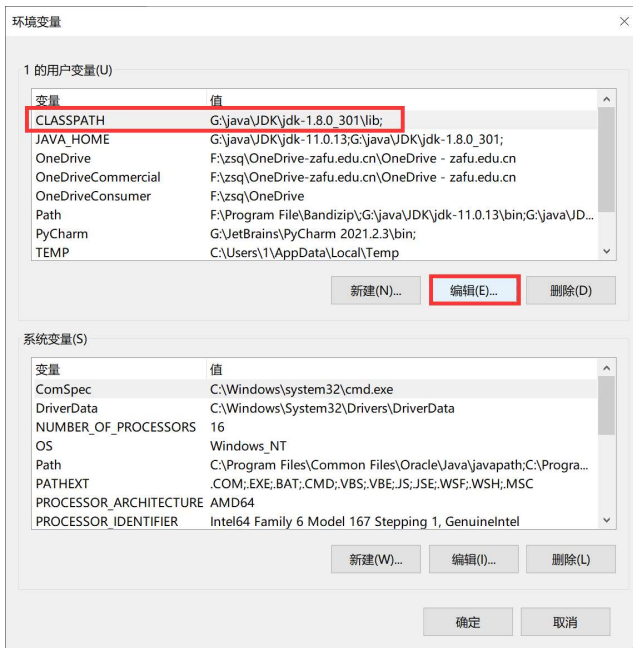 环境变量
1 的用户变量(U)
变量 值
CLASSPATH G:\java\JDK\jdk-1.8.0_301\lib;
JAVA_HOME G:\java\JDK\jdk-11.0.13;G:\java\JDK\jdk-1.8.0_301;
OneDrive F:\zsq\OneDrive-zafu.edu.cn\OneDrive - zafu.edu.cn
OneDriveCommercial F:\zsq\OneDrive-zafu.edu.cn\OneDrive - zafu.edu.cn
OneDriveConsumer F:\zsq\OneDrive
Path F:\Program File\Bandizip\;G:\java\JDK\jdk-11.0.13\bin;G:\java\JD...
PyCharm G:\JetBrains\PyCharm 2021.2.3\bin;
TEMP C:\Users\1\AppData\Local\Temp
新建(N)... 编辑(E)... 删除(D)
系统变量(S)
变量 值
ComSpec C:\Windows\system32\cmd.exe
DriverData C:\Windows\System32\Drivers\DriverData
NUMBER_OF_PROCESSORS 16
OS Windows_NT
Path C:\Program Files\Common Files\Oracle\Java\javapath;C:\Progra...
PATHEXT .COM;.EXE;.BAT;.CMD;.VBS;.VBE;.JS;.JSE;.WSF;.WSH;.MSC
PROCESSOR_ARCHITECTURE AMD64
PROCESSOR_IDENTIFIER Intel64 Family 6 Model 167 Stepping 1, GenuineIntel
新建(W)... 编辑(I)... 删除(L)
确定 取消